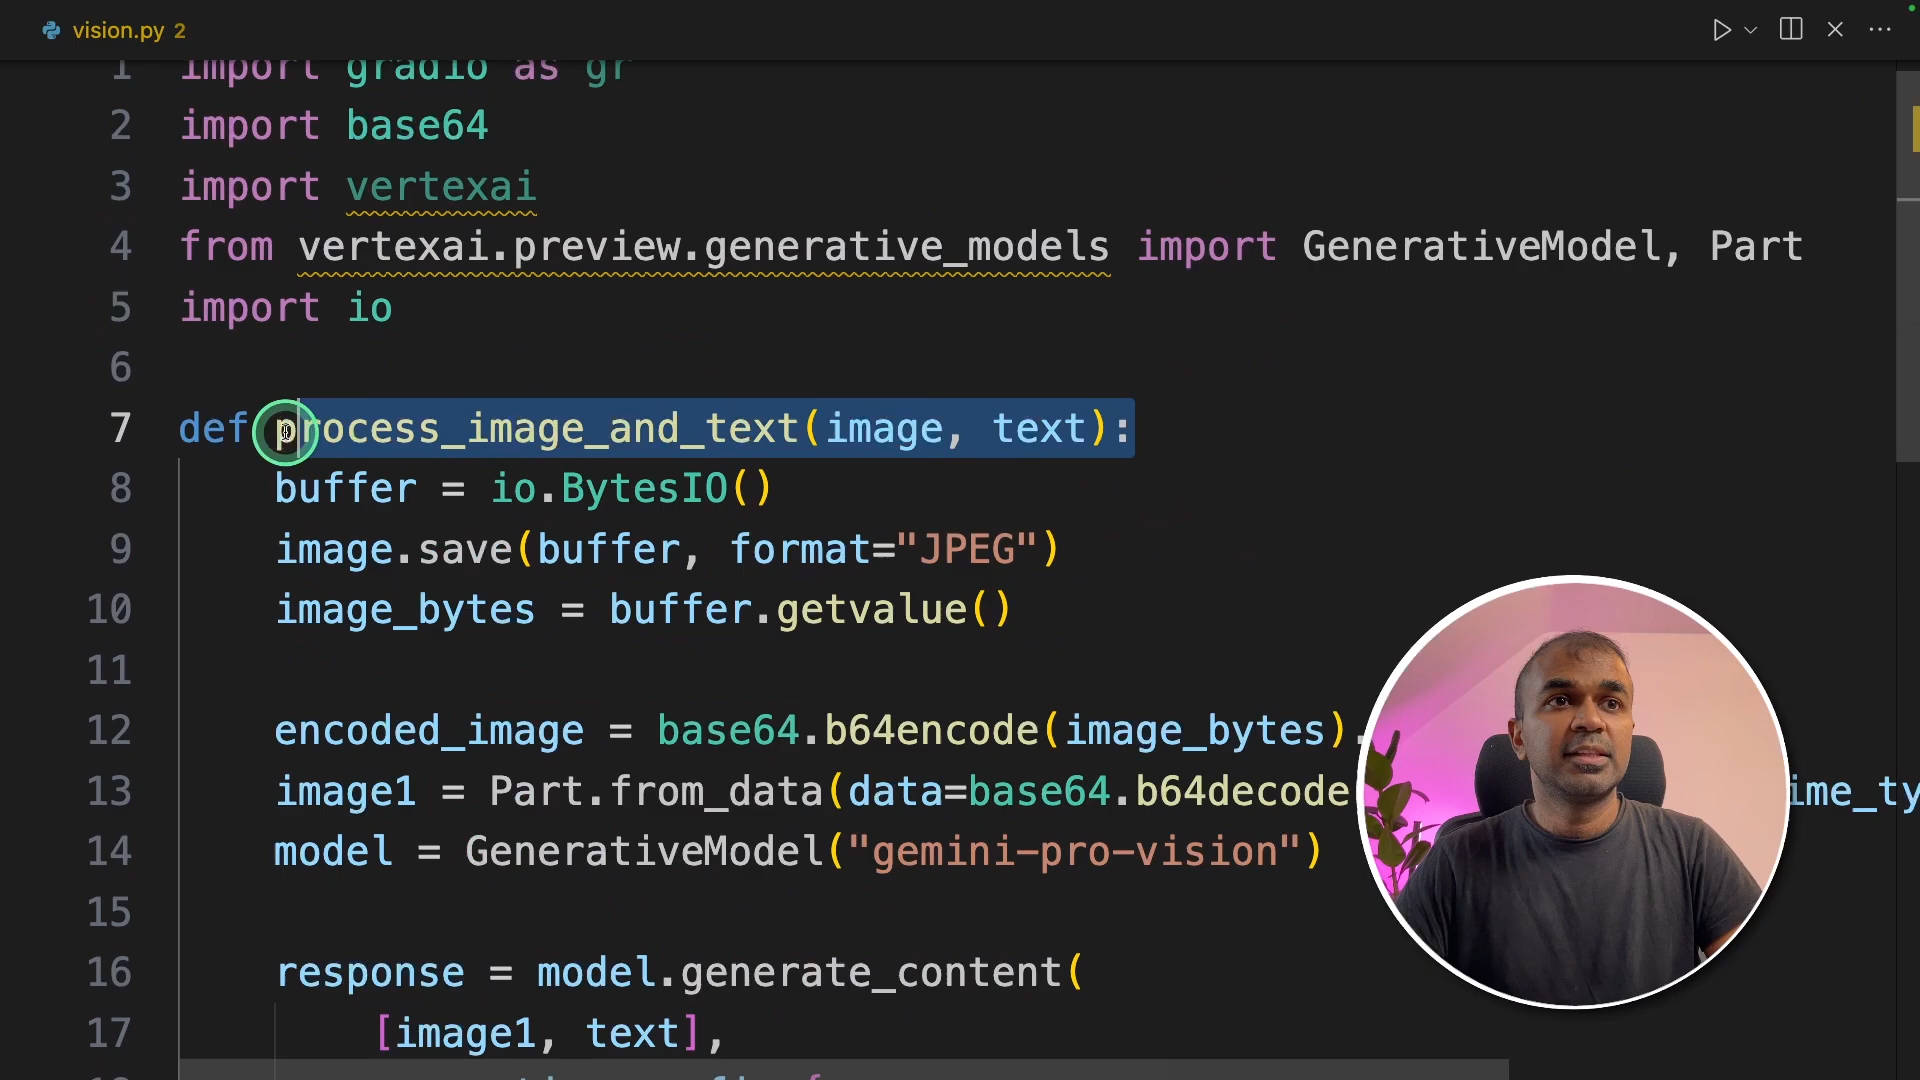 vision.py 2
1 import gradio as gr
2 import base64
3 import vertexai
4 from vertexai.preview.generative_models import GenerativeModel, Part
5 import io
6
7 def process_image_and_text(image, text):
8 buffer = io.BytesIO()
9 image.save(buffer, format="JPEG")
10 image_bytes = buffer.getvalue()
11
12 encoded_image = base64.b64encode(image_bytes).
13 image1 = Part.from_data(data=base64.b64decode ime_ty
14 model = GenerativeModel("gemini-pro-vision")
15
16 response = model.generate_content(
17 [image1, text],